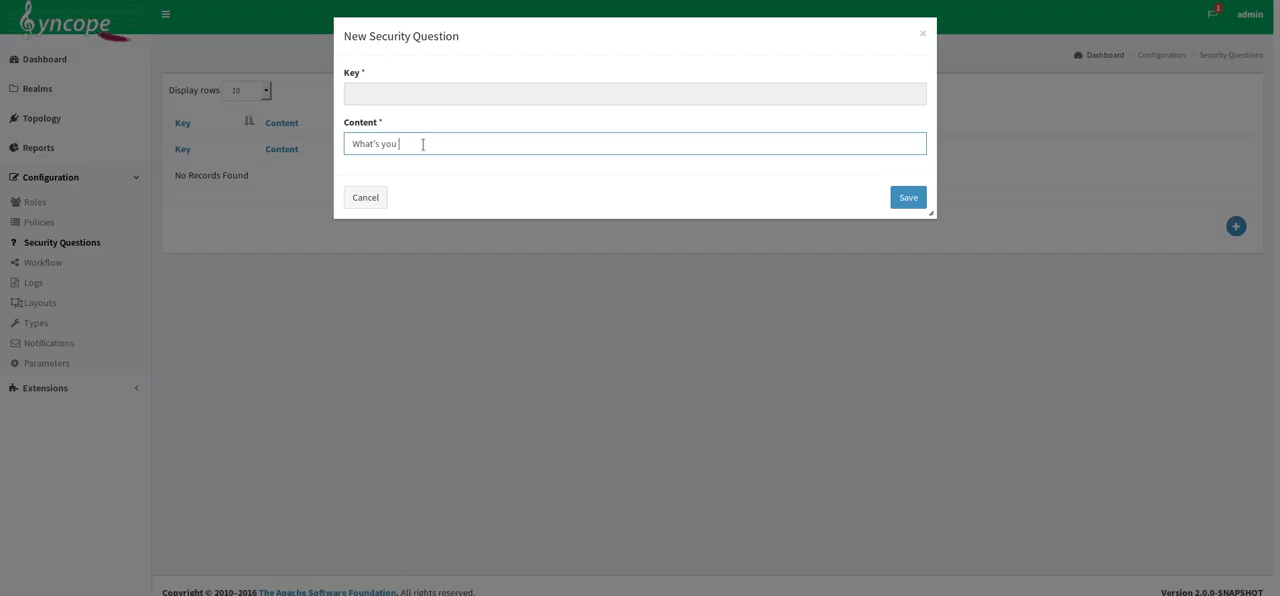 Syncope
1
admin
New Security Question
×
Key *
Content *
What's you
Cancel
Save
Dashboard
Realms
Topology
Reports
Configuration
Roles
Policies
? Security Questions
Workflow
Logs
Layouts
Types
Notifications
Parameters
Extensions
Dashboard Configuration Security Questions
Display rows 10
Key Content
Key Content
No Records Found
+
Copyright © 2010–2016 The Apache Software Foundation. All rights reserved.
Version 2.0.0-SNAPSHOT